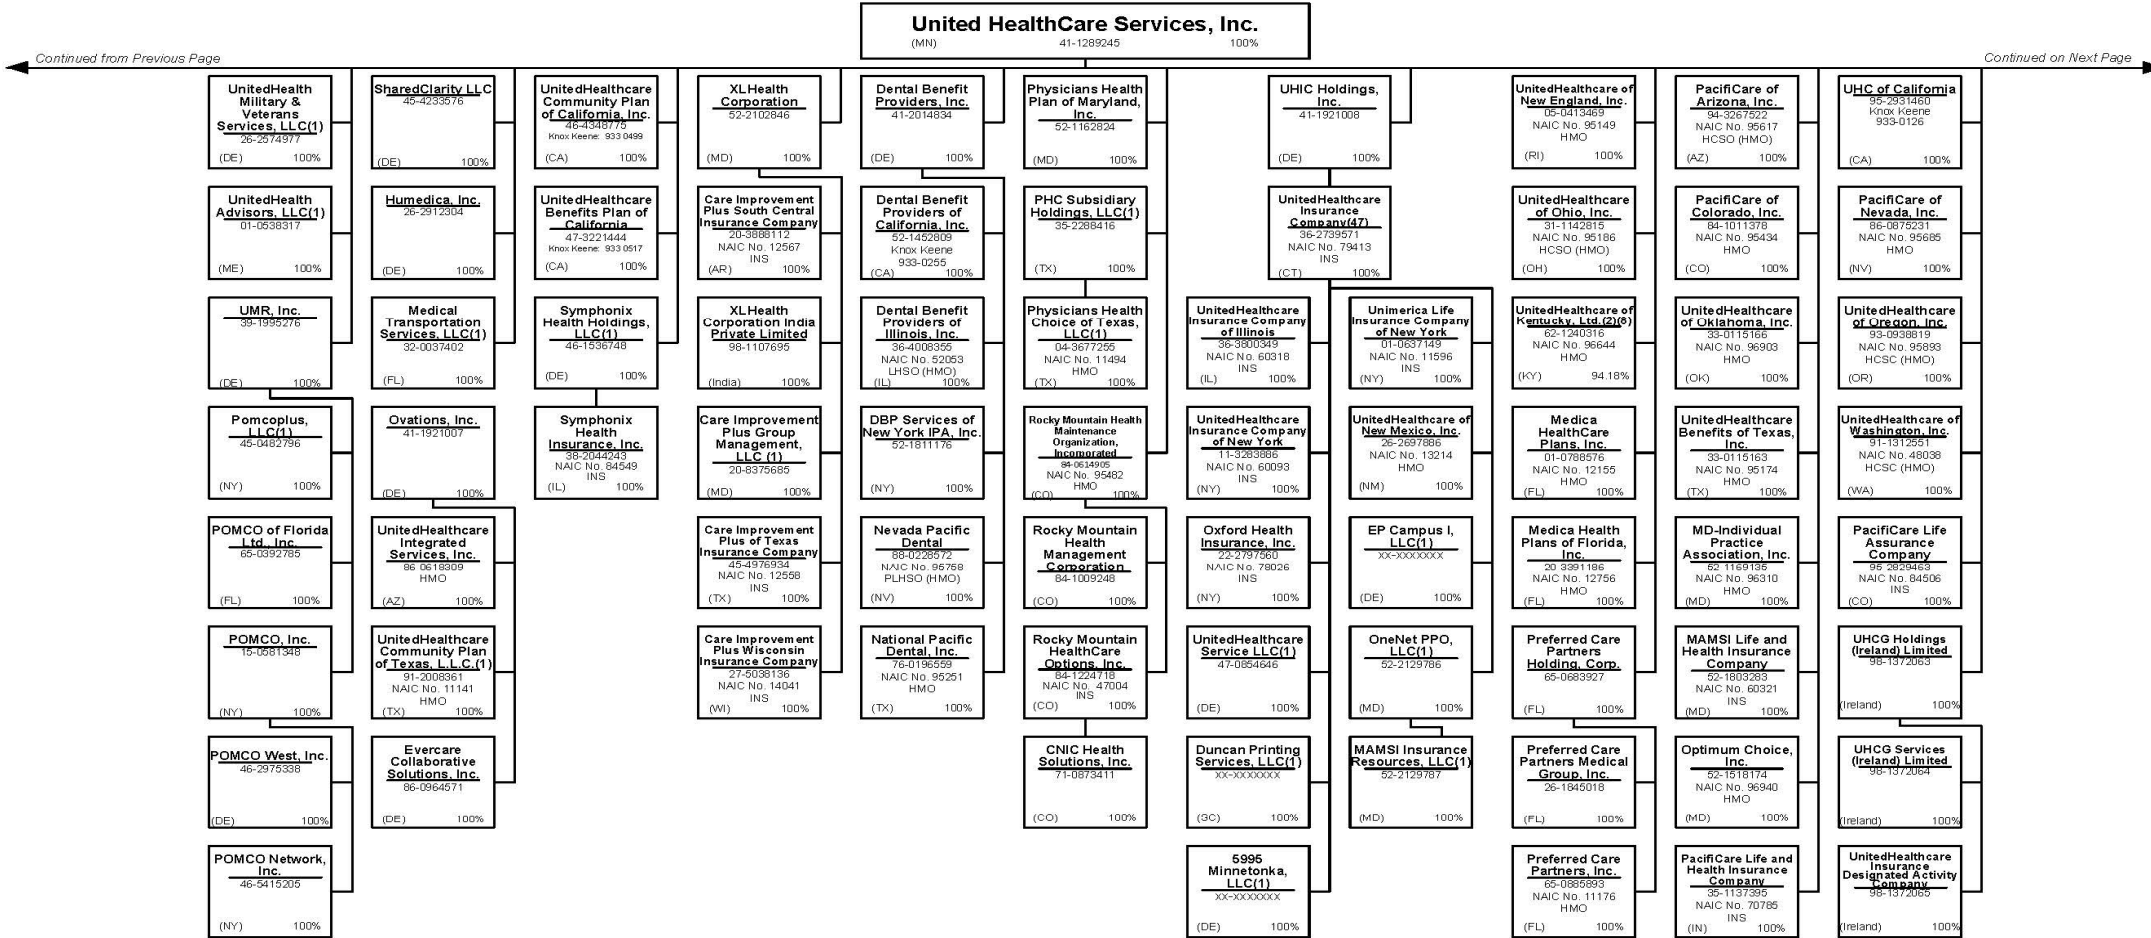 United HealthCare Services, Inc.
(MN) 41-1289245 100%
Continued from Previous Page
Continued on Next Page
UnitedHealth
Military &
Veterans
Services, LLC(1)
26-2574977
(DE) 100%
UnitedHealth
Advisors, LLC(1)
01-0538317
(ME) 100%
UMR, Inc.
39-1995276
(DE) 100%
Pomcoplus,
LLC(1)
45-0482796
(NY) 100%
POMCO of Florida
Ltd., Inc.
65-0392785
(FL) 100%
POMCO, Inc.
15-0581348
(NY) 100%
POMCO West, Inc.
46-2975338
(DE) 100%
POMCO Network,
Inc.
46-5415205
(NY) 100%
SharedClarity LLC
45-4233576
(DE) 100%
Humedica, Inc.
26-2912304
(DE) 100%
Medical
Transportation
Services, LLC(1)
32-0037402
(FL) 100%
Ovations, Inc.
41-1921007
(DE) 100%
UnitedHealthcare
Integrated
Services, Inc.
86 0618309
HMO
(AZ) 100%
UnitedHealthcare
Community Plan
of Texas, L.L.C.(1)
91-2008361
NAIC No. 11141
HMO
(TX) 100%
Evercare
Collaborative
Solutions, Inc.
86-0964571
(DE) 100%
UnitedHealthcare
Community Plan
of California, Inc.
46-4348775
Knox Keene: 933 0499
(CA) 100%
UnitedHealthcare
Benefits Plan of
California
47-3221444
Knox Keene: 933 0517
(CA) 100%
Symphonix
Health Holdings,
LLC(1)
46-1536748
(DE) 100%
Symphonix
Health
Insurance, Inc.
38-2044243
NAIC No. 84549
INS
(IL) 100%
XLHealth
Corporation
52-2102846
(MD) 100%
Care Improvement
Plus South Central
Insurance Company
20-3888112
NAIC No. 12567
INS
(AR) 100%
XLHealth
Corporation India
Private Limited
98-1107695
(India) 100%
Care Improvement
Plus Group
Management,
LLC (1)
20-8375685
(MD) 100%
Care Improvement
Plus of Texas
Insurance Company
45-4976934
NAIC No. 12558
INS
(TX) 100%
Care Improvement
Plus Wisconsin
Insurance Company
27-5038136
NAIC No. 14041
INS
(WI) 100%
Dental Benefit
Providers, Inc.
41-2014834
(DE) 100%
Dental Benefit
Providers of
California, Inc.
52-1452809
Knox Keene
933-0255
(CA) 100%
Dental Benefit
Providers of
Illinois, Inc.
36-4008355
NAIC No. 52053
LHSO (HMO)
(IL) 100%
DBP Services of
New York IPA, Inc.
52-1811176
(NY) 100%
Nevada Pacific
Dental
88-0228572
NAIC No. 95758
PLHSO (HMO)
(NV) 100%
National Pacific
Dental, Inc.
76-0196559
NAIC No. 95251
HMO
(TX) 100%
Physicians Health
Plan of Maryland,
Inc.
52-1162824
(MD) 100%
PHC Subsidiary
Holdings, LLC(1)
35-2288416
(TX) 100%
Physicians Health
Choice of Texas,
LLC(1)
04-3677255
NAIC No. 11494
HMO
(TX) 100%
Rocky Mountain Health
Maintenance
Organization,
Incorporated
84-0614905
NAIC No. 95482
HMO
(CO) 100%
Rocky Mountain
Health
Management
Corporation
84-1009248
(CO) 100%
Rocky Mountain
HealthCare
Options, Inc.
84-1224718
NAIC No. 47004
INS
(CO) 100%
CNIC Health
Solutions, Inc.
71-0873411
(CO) 100%
UHIC Holdings,
Inc.
41-1921008
(DE) 100%
UnitedHealthcare
Insurance
Company(47)
36-2739571
NAIC No. 79413
INS
(CT) 100%
UnitedHealthcare
Insurance Company
of Illinois
36-3800349
NAIC No. 60318
INS
(IL) 100%
UnitedHealthcare
Insurance Company
of New York
11-3283886
NAIC No. 60093
INS
(NY) 100%
Oxford Health
Insurance, Inc.
22-2797560
NAIC No. 78026
INS
(NY) 100%
UnitedHealthcare
Service LLC(1)
47-0854646
(DE) 100%
Duncan Printing
Services, LLC(1)
XX-XXXXXXX
(SC) 100%
5995
Minnetonka,
LLC(1)
XX-XXXXXXX
(DE) 100%
Unimerica Life
Insurance Company
of New York
01-0637149
NAIC No. 11596
INS
(NY) 100%
UnitedHealthcare of
New Mexico, Inc.
26-2697886
NAIC No. 13214
HMO
(NM) 100%
EP Campus I,
LLC(1)
XX-XXXXXXX
(DE) 100%
OneNet PPO,
LLC(1)
52-2129786
(MD) 100%
MAMSI Insurance
Resources, LLC(1)
52-2129787
(MD) 100%
UnitedHealthcare of
New England, Inc.
05-0413469
NAIC No. 95149
HMO
(RI) 100%
UnitedHealthcare
of Ohio, Inc.
31-1142815
NAIC No. 95186
HCSO (HMO)
(OH) 100%
UnitedHealthcare of
Kentucky, Ltd.(2)(6)
62-1240316
NAIC No. 96644
HMO
(KY) 94.18%
Medica
HealthCare
Plans, Inc.
01-0788576
NAIC No. 12155
HMO
(FL) 100%
Medica Health
Plans of Florida,
Inc.
20 3391186
NAIC No. 12756
HMO
(FL) 100%
Preferred Care
Partners
Holding, Corp.
65-0683927
(FL) 100%
Preferred Care
Partners Medical
Group, Inc.
26-1845018
(FL) 100%
Preferred Care
Partners, Inc.
65-0885893
NAIC No. 11176
HMO
(FL) 100%
PacifiCare of
Arizona, Inc.
94-3267522
NAIC No. 95617
HCSO (HMO)
(AZ) 100%
PacifiCare of
Colorado, Inc.
84-1011378
NAIC No. 95434
HMO
(CO) 100%
UnitedHealthcare
of Oklahoma, Inc.
33-0115166
NAIC No. 96903
HMO
(OK) 100%
UnitedHealthcare
Benefits of Texas,
Inc.
33-0115163
NAIC No. 95174
HMO
(TX) 100%
MD-Individual
Practice
Association, Inc.
52 1169135
NAIC No. 96310
HMO
(MD) 100%
MAMSI Life and
Health Insurance
Company
52-1803283
NAIC No. 60321
INS
(MD) 100%
Optimum Choice,
Inc.
52-1518174
NAIC No. 96940
HMO
(MD) 100%
PacifiCare Life and
Health Insurance
Company
35-1137395
NAIC No. 70785
INS
(IN) 100%
UHC of California
95-2931460
Knox Keene
933-0126
(CA) 100%
PacifiCare of
Nevada, Inc.
86-0875231
NAIC No. 95685
HMO
(NV) 100%
UnitedHealthcare
of Oregon, Inc.
93-0938819
NAIC No. 95893
HCSC (HMO)
(OR) 100%
UnitedHealthcare of
Washington, Inc.
91-1312551
NAIC No. 48038
HCSC (HMO)
(WA) 100%
PacifiCare Life
Assurance
Company
95 2829463
NAIC No. 84506
INS
(CO) 100%
UHCG Holdings
(Ireland) Limited
98-1372063
(Ireland) 100%
UHCG Services
(Ireland) Limited
98-1372064
(Ireland) 100%
UnitedHealthcare
Insurance
Designated Activity
Company
98-1372065
(Ireland) 100%